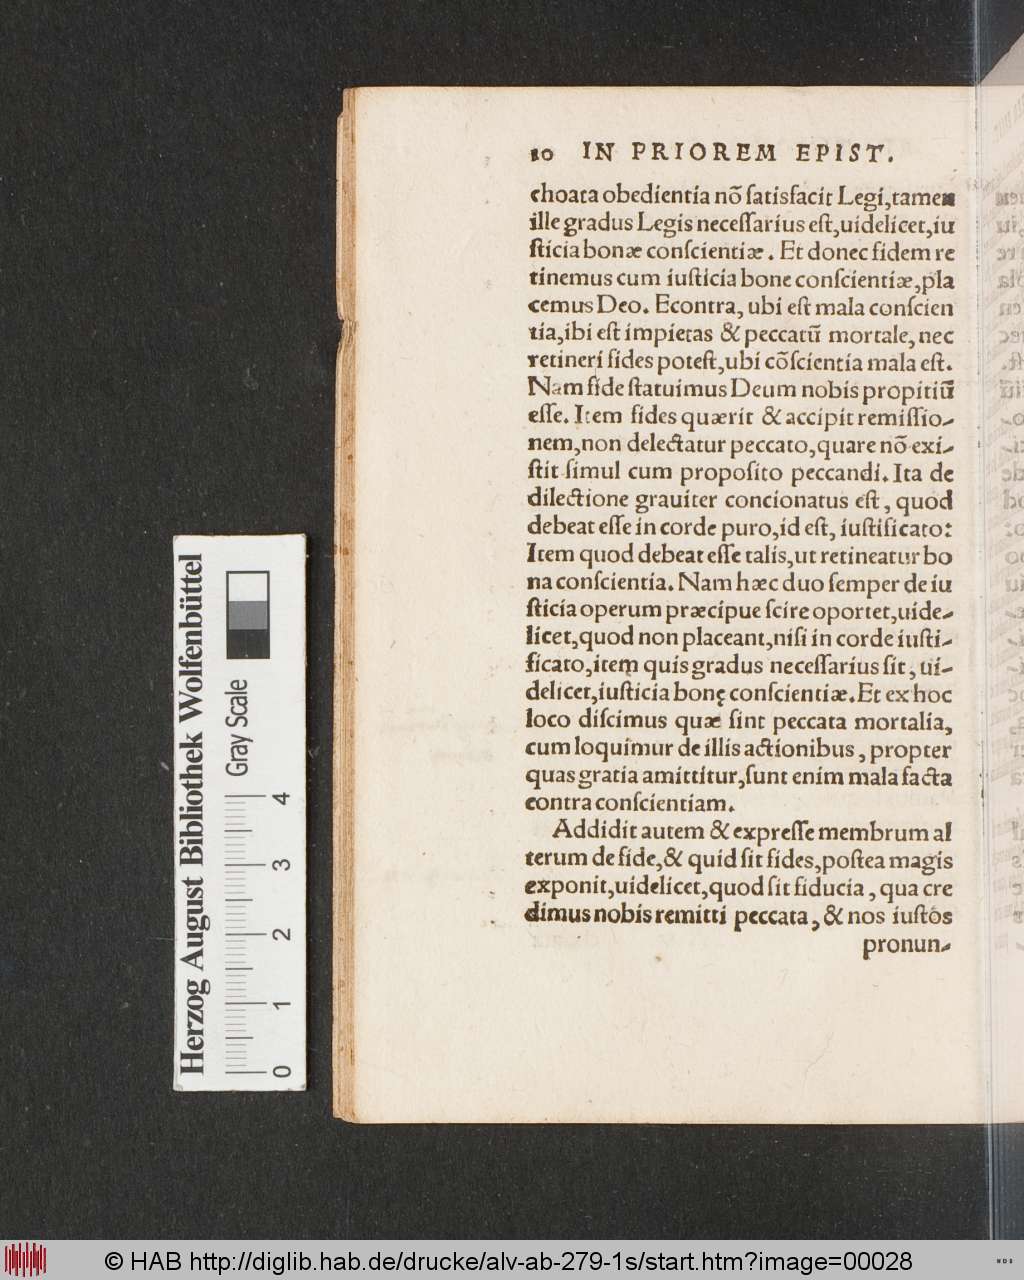 20 IN PRIOREM EPIST.
choata obedientia nõ ſatisfacit Legi, tamen
ille gradus Legis neceſſarius eſt, uidelicet, iu
ſticia bonæ conſcientiæ. Et donec fidem re
tinemus cum iuſticia bone conſcientiæ, pla
cemus Deo. Econtra, ubi eſt mala conſcien
tia, ibi eſt impietas & peccatũ mortale, nec
retineri fides poteſt, ubi cõſcientia mala eſt.
Nam fide ſtatuimus Deum nobis propitiũ
eſſe. Item fides quærit & accipit remiſſio-
nem, non delectatur peccato, quare nõ exi-
ſtit ſimul cum propoſito peccandi. Ita de
dilectione grauiter concionatus eſt, quod
debeat eſſe in corde puro, id eſt, iuſtificato:
Item quod debeat eſſe talis, ut retineatur bo
na conſcientia. Nam hæc duo ſemper de iu
ſticia operum præcipue ſcire oportet, uide-
licet, quod non placeant, niſi in corde iuſti-
ficato, item quis gradus neceſſarius ſit, ui-
delicet, iuſticia bonę conſcientiæ. Et ex hoc
loco diſcimus quæ ſint peccata mortalia,
cum loquimur de illis actionibus, propter
quas gratia amittitur, ſunt enim mala facta
contra conſcientiam.
Addidit autem & expreſſe membrum al
terum de fide, & quid ſit fides, poſtea magis
exponit, uidelicet, quod ſit fiducia, qua cre
dimus nobis remitti peccata, & nos iuſtos
pronun-
Herzog August Bibliothek Wolfenbüttel
Gray Scale
0 1 2 3 4
© HAB http://diglib.hab.de/drucke/alv-ab-279-1s/start.htm?image=00028